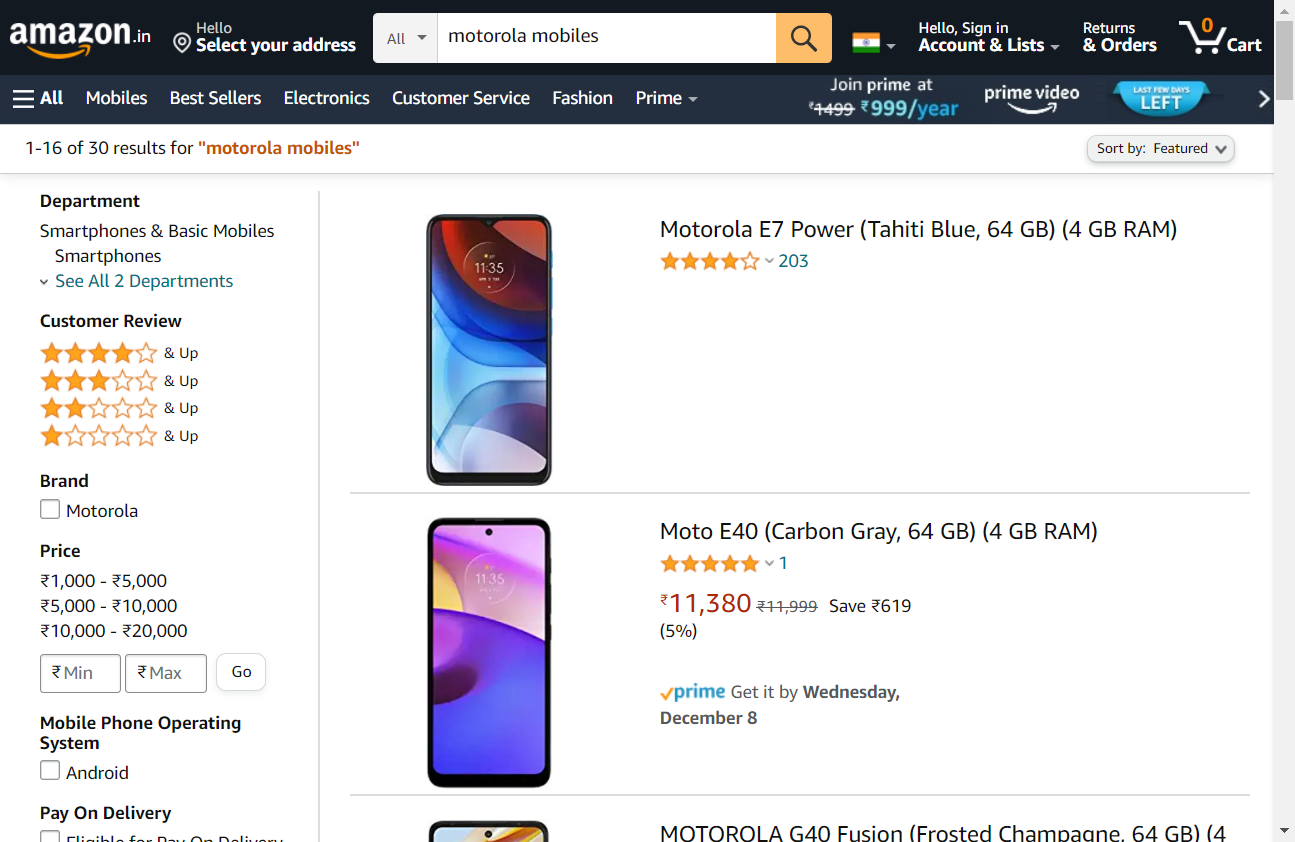 amazon.in
Hello
Select your address
All
motorola mobiles
Hello, Sign in
Account & Lists
Returns
& Orders
0
Cart
All
Mobiles
Best Sellers
Electronics
Customer Service
Fashion
Prime
Join prime at
₹1499 ₹999/year
prime video
LAST FEW DAYS
LEFT
1-16 of 30 results for "motorola mobiles"
Sort by: Featured
Department
Smartphones & Basic Mobiles
Smartphones
See All 2 Departments
Customer Review
& Up
& Up
& Up
& Up
Brand
Motorola
Price
₹1,000 - ₹5,000
₹5,000 - ₹10,000
₹10,000 - ₹20,000
₹ Min
₹ Max
Go
Mobile Phone Operating
System
Android
Pay On Delivery
Eligible for Pay On Delivery
11:35
Motorola E7 Power (Tahiti Blue, 64 GB) (4 GB RAM)
203
11:35
Moto E40 (Carbon Gray, 64 GB) (4 GB RAM)
1
₹11,380 ₹11,999 Save ₹619
(5%)
prime Get it by Wednesday,
December 8
MOTOROLA G40 Fusion (Frosted Champagne, 64 GB) (4